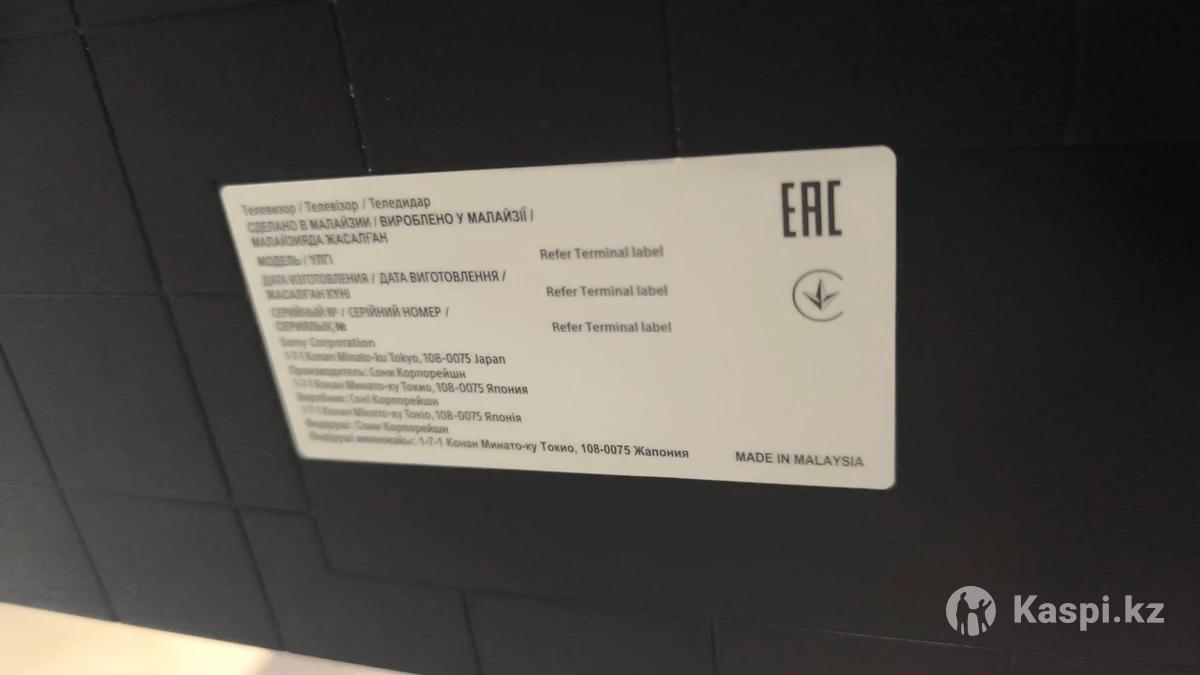 Телевизор / Телевізор / Теледидар
СДЕЛАНО В МАЛАЙЗИИ / ВИРОБЛЕНО У МАЛАЙЗІЇ /
МАЛАЙЗИЯДА ЖАСАЛҒАН
МОДЕЛЬ / ҮЛГІ
Refer Terminal label
ДАТА ИЗГОТОВЛЕНИЯ / ДАТА ВИГОТОВЛЕННЯ /
ЖАСАЛҒАН КҮНІ
Refer Terminal label
СЕРИЙНЫЙ № / СЕРІЙНИЙ НОМЕР /
СЕРИЯЛЫҚ №
Refer Terminal label
Sony Corporation
1-7-1 Konan Minato-ku Tokyo, 108-0075 Japan
Производитель: Сони Корпорейшн
1-7-1 Конан Минато-ку Токио, 108-0075 Япония
Виробник: Соні Корпорейшн
1-7-1 Конан Мінато-ку Токіо, 108-0075 Японія
Өндіруші: Сони Корпорейшн
Өндіруші мекенжайы: 1-7-1 Конан Минато-ку Токио, 108-0075 Жапония
EAC
MADE IN MALAYSIA
Kaspi.kz